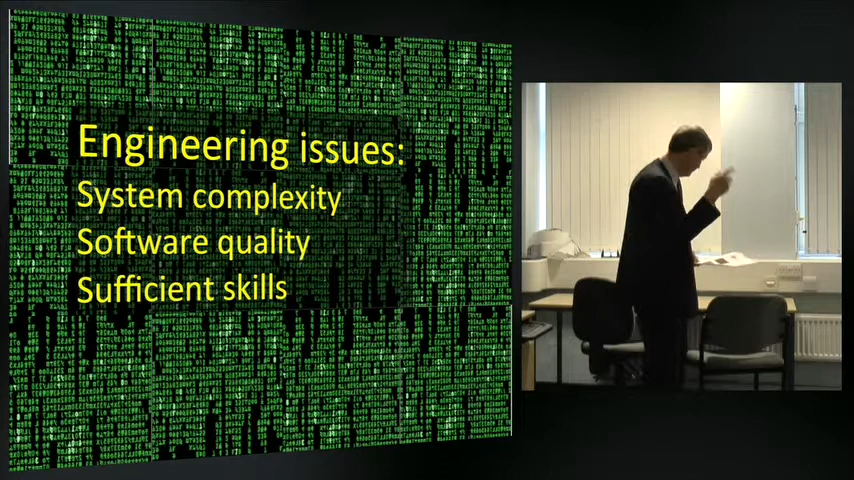 Engineering issues:
System complexity
Software quality
Sufficient skills